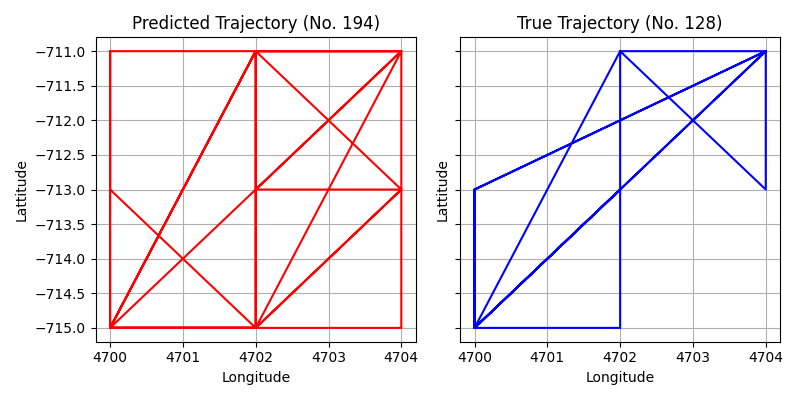 Predicted Trajectory (No. 194)
True Trajectory (No. 128)
−711.0
−711.5
−712.0
−712.5
−713.0
−713.5
−714.0
−714.5
−715.0
Lattitude
Lattitude
4700 4701 4702 4703 4704
4700 4701 4702 4703 4704
Longitude
Longitude